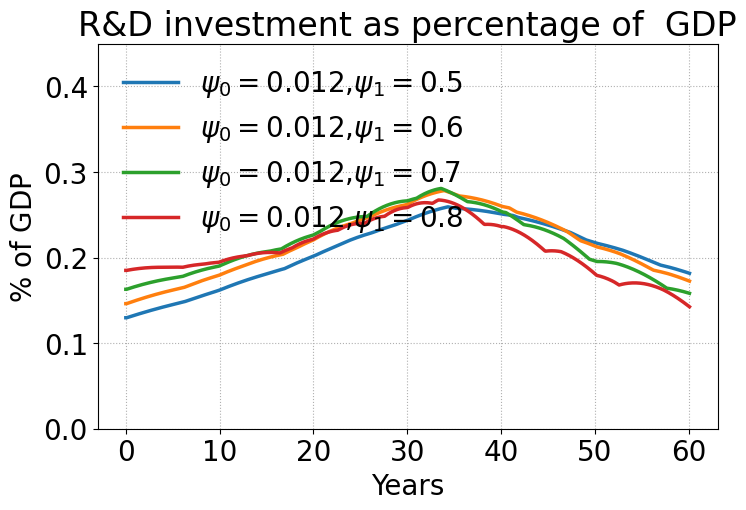 R&D investment as percentage of  GDP
ψ₀ = 0.012,ψ₁ = 0.5
ψ₀ = 0.012,ψ₁ = 0.6
ψ₀ = 0.012,ψ₁ = 0.7
ψ₀ = 0.012,ψ₁ = 0.8
% of GDP
0.4
0.3
0.2
0.1
0.0
0 10 20 30 40 50 60
Years